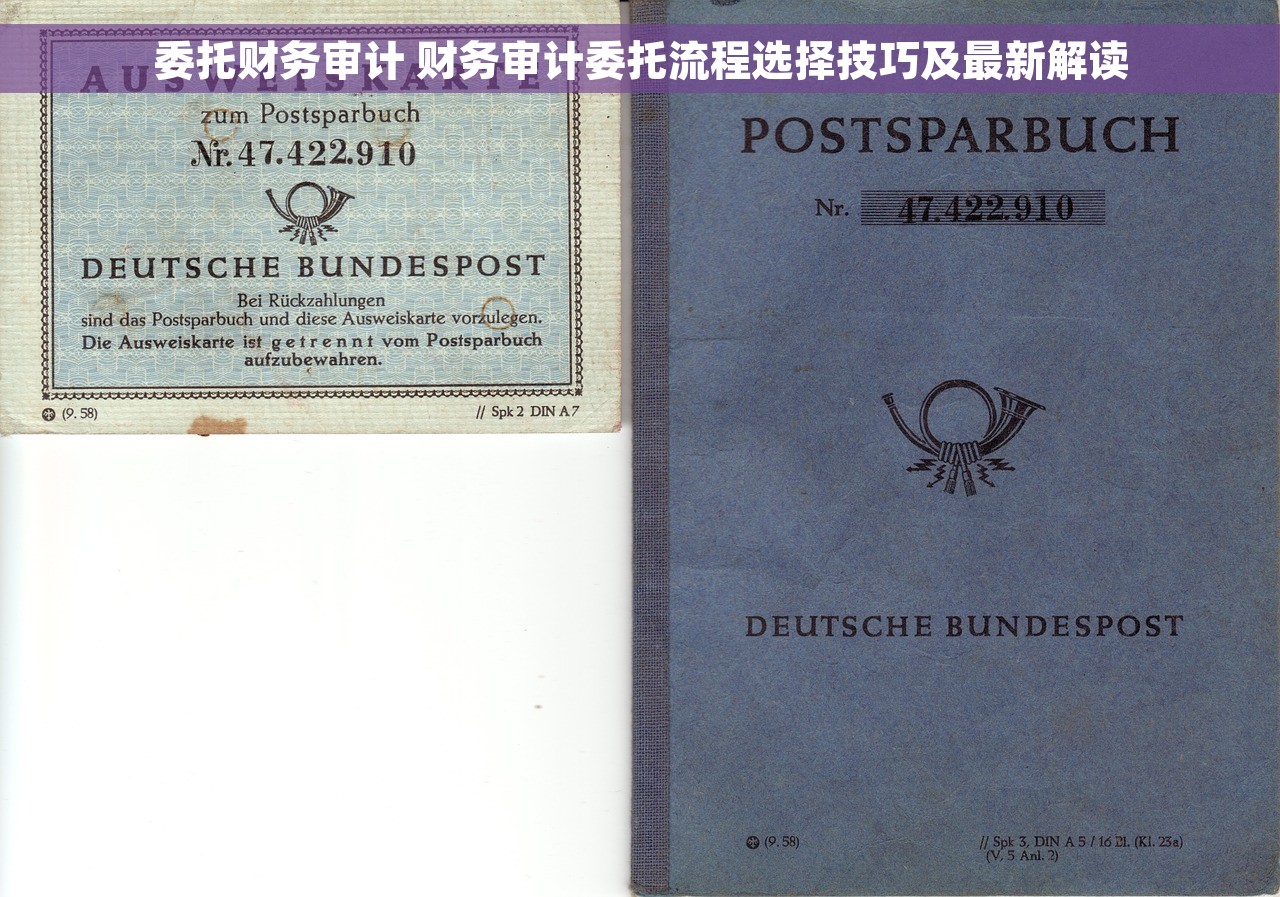 委托财务审计 财务审计委托流程选择技巧及最新解读
AUSWEISKARTE
zum Postsparbuch
Nr. 47.422.910
DEUTSCHE BUNDESPOST
Bei Rückzahlungen
sind das Postsparbuch und diese Ausweiskarte vorzulegen.
Die Ausweiskarte ist getrennt vom Postsparbuch
aufzubewahren.
(9. 58)
// Spk 2 DIN A 7
POSTSPARBUCH
Nr. 47.422.910
DEUTSCHE BUNDESPOST
(9. 58)
// Spk 3, DIN A 5 / 16 Bl. (Kl. 23a)
(V, 5 Anl. 2)